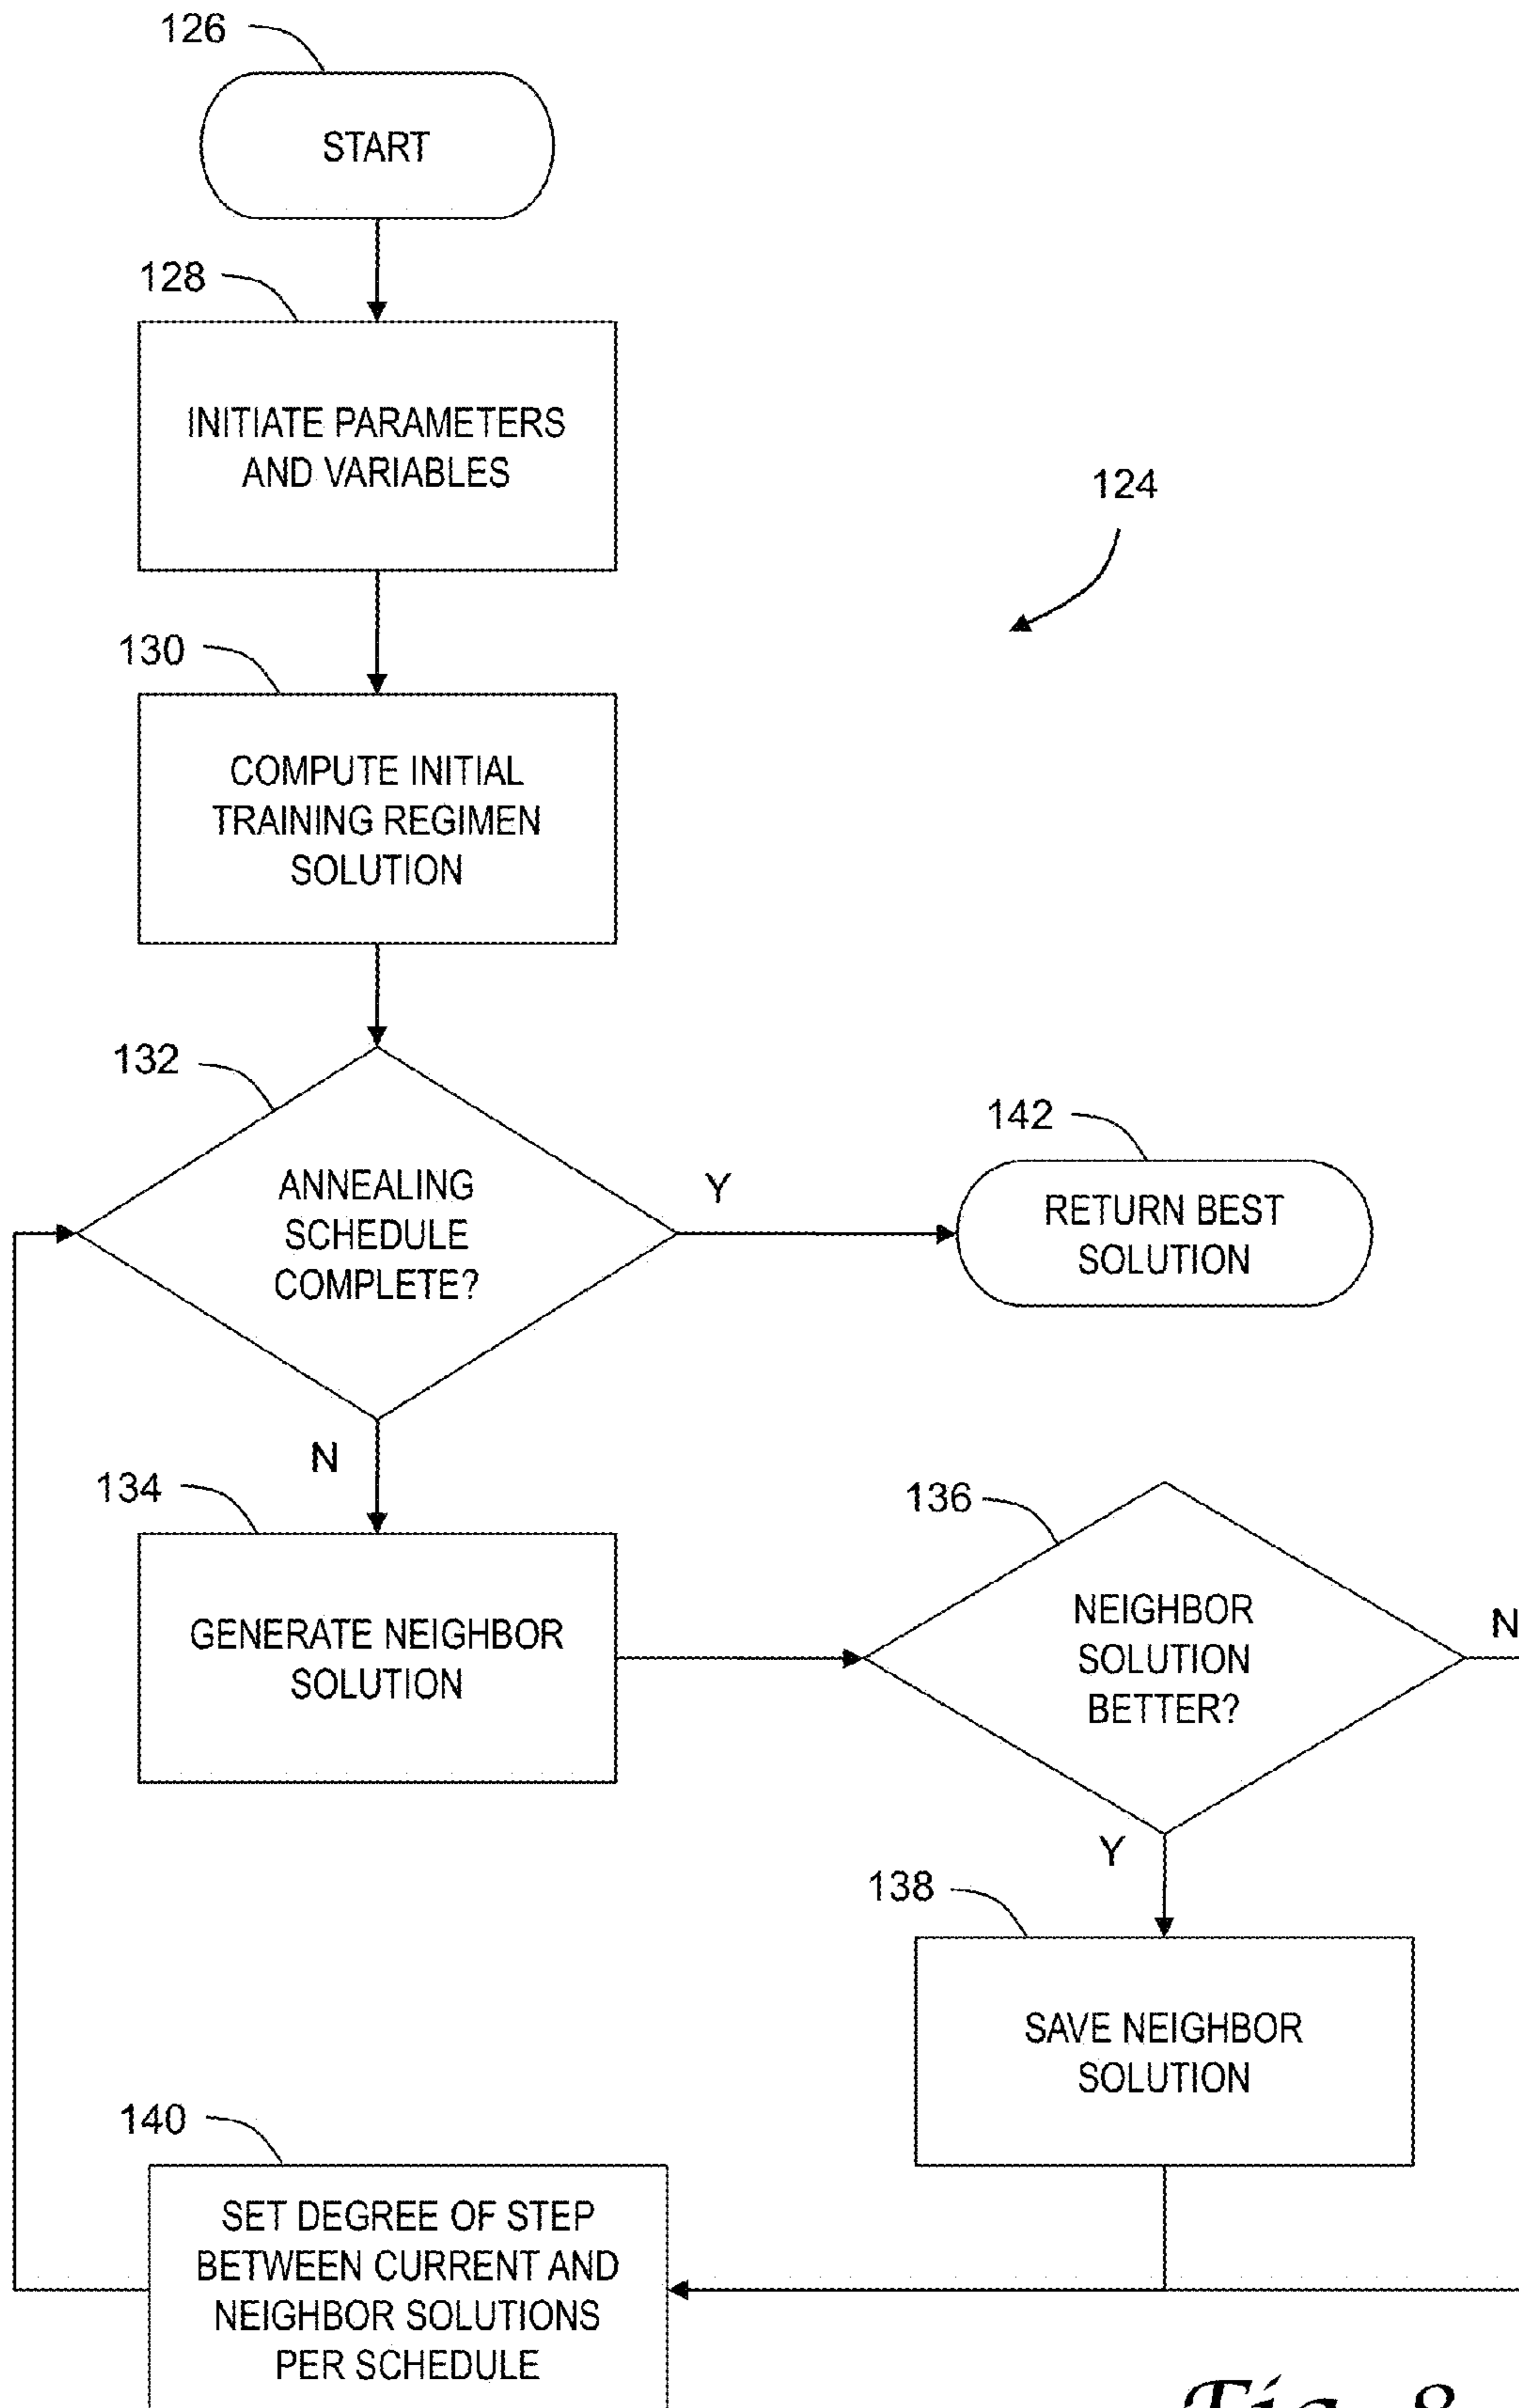 126
START
128
INITIATE PARAMETERS
AND VARIABLES
124
130
COMPUTE INITIAL
TRAINING REGIMEN
SOLUTION
132
ANNEALING
SCHEDULE
COMPLETE?
Y
142
RETURN BEST
SOLUTION
N
134
GENERATE NEIGHBOR
SOLUTION
136
NEIGHBOR
SOLUTION
BETTER?
N
Y
138
SAVE NEIGHBOR
SOLUTION
140
SET DEGREE OF STEP
BETWEEN CURRENT AND
NEIGHBOR SOLUTIONS
PER SCHEDULE
Fig. 8